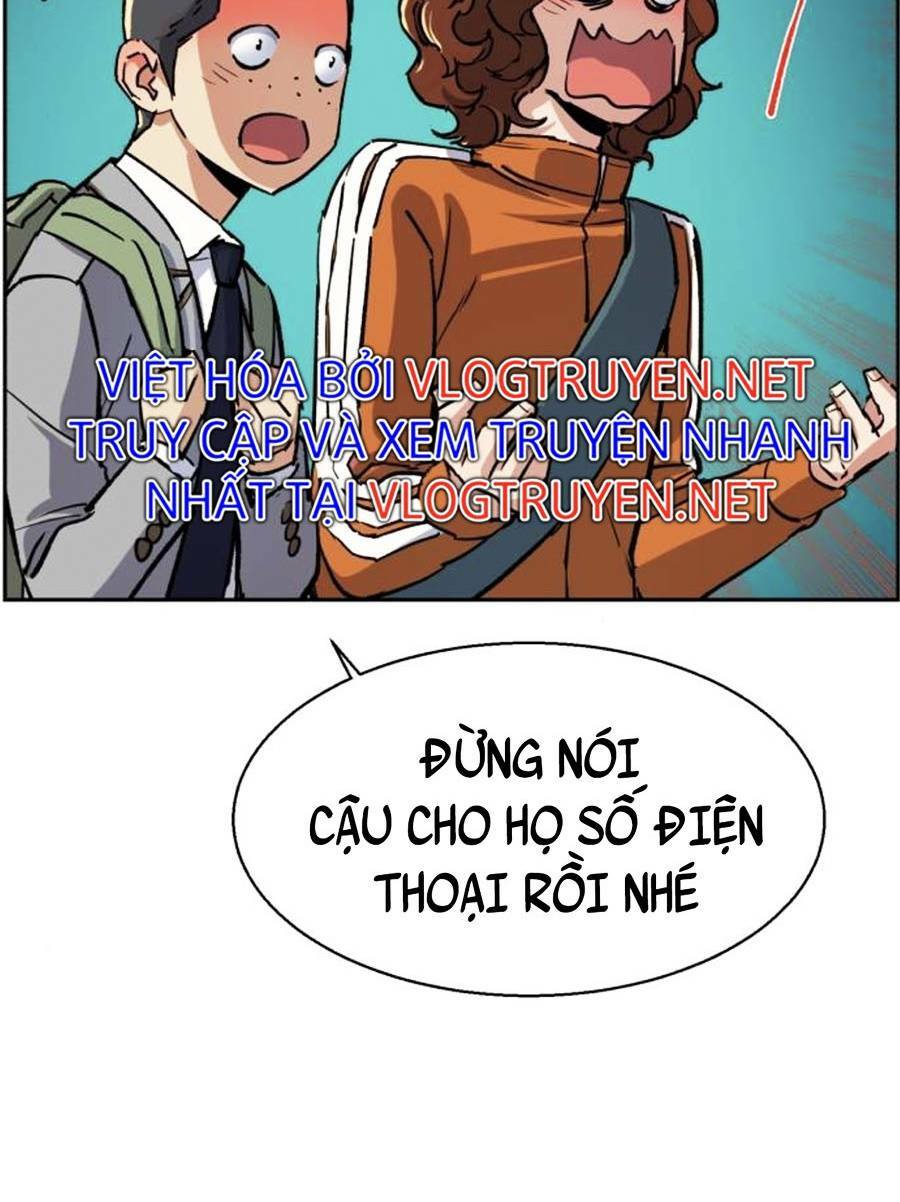 VIỆT HÓA BỞI VLOGTRUYEN.NET
TRUY CẬP VÀ XEM TRUYỆN NHANH
NHẤT TẠI VLOGTRUYEN.NET
ĐỪNG NÓI
CẬU CHO HỌ SỐ ĐIỆN
THOẠI RỒI NHÉ